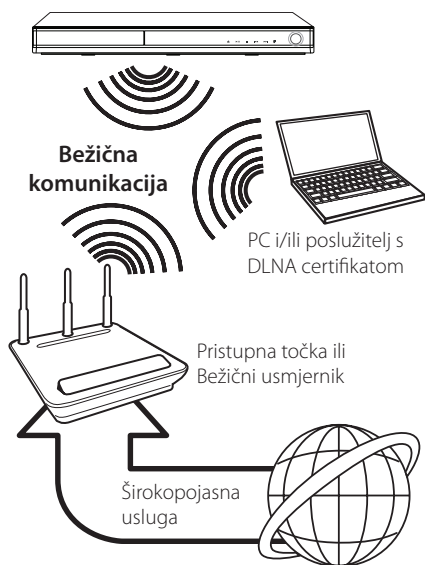 Bežična
komunikacija
PC i/ili poslužitelj s
DLNA certifikatom
Pristupna točka ili
Bežični usmjernik
Širokopojasna
usluga